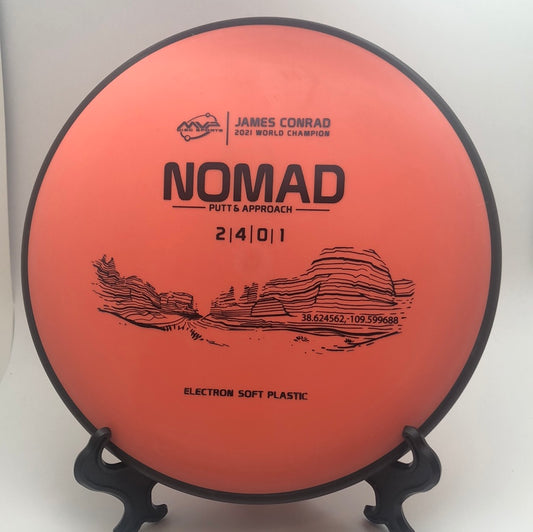 MVP
DISC SPORTS
JAMES CONRAD
2021 WORLD CHAMPION
NOMAD
PUTT & APPROACH
2|4|0|1
38.624562,-109.599688
ELECTRON SOFT PLASTIC